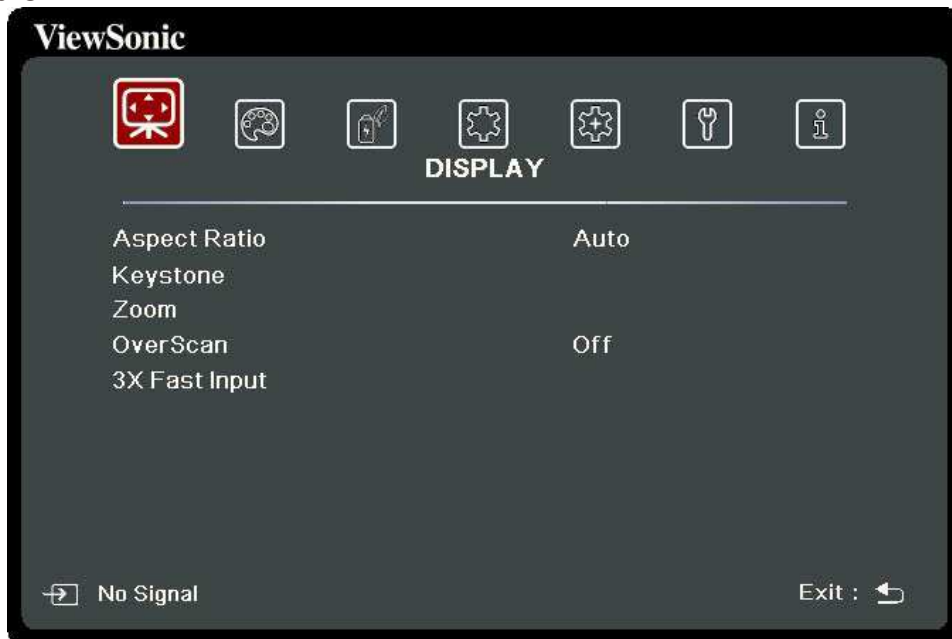 ViewSonic
DISPLAY
Aspect Ratio Auto
Keystone
Zoom
OverScan Off
3X Fast Input
No Signal Exit :